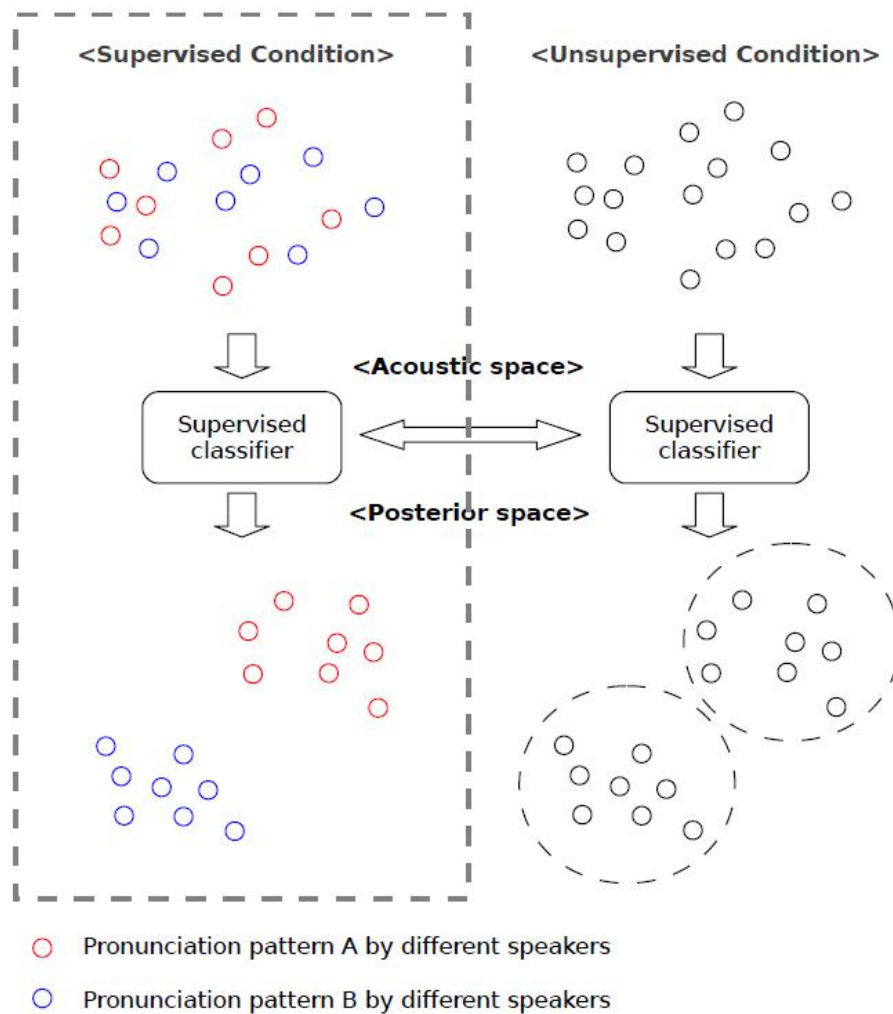 <Supervised Condition>
<Unsupervised Condition>
<Acoustic space>
Supervised
classifier
Supervised
classifier
<Posterior space>
Pronunciation pattern A by different speakers
Pronunciation pattern B by different speakers